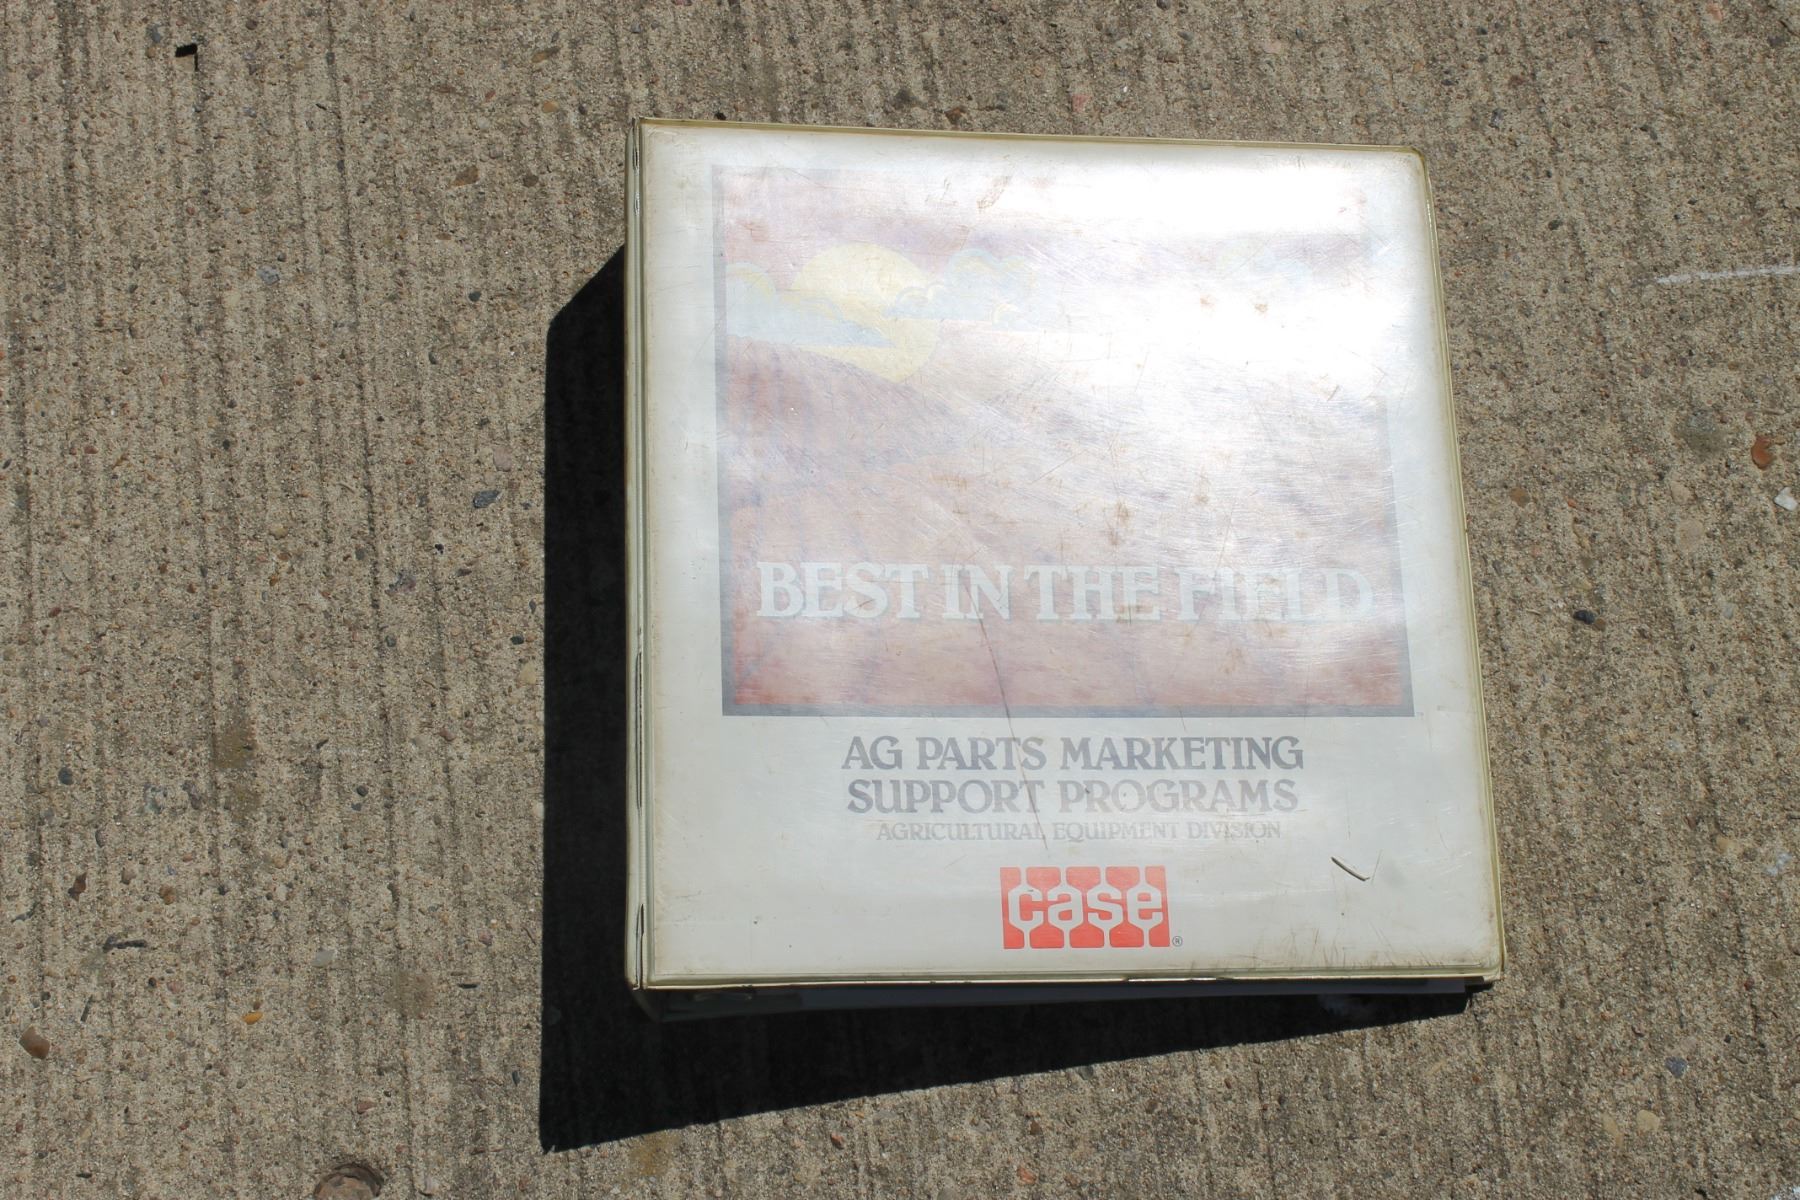 BEST IN THE FIELD
AG PARTS MARKETING
SUPPORT PROGRAMS
AGRICULTURAL EQUIPMENT DIVISION
case ®